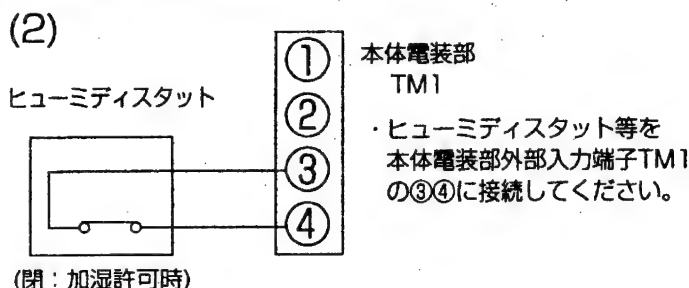 (2)
ヒューミディスタット
(閉：加湿許可時)
①
②
③
④
本体電装部
TM1
・ヒューミディスタット等を
本体電装部外部入力端子TM1
の③④に接続してください。